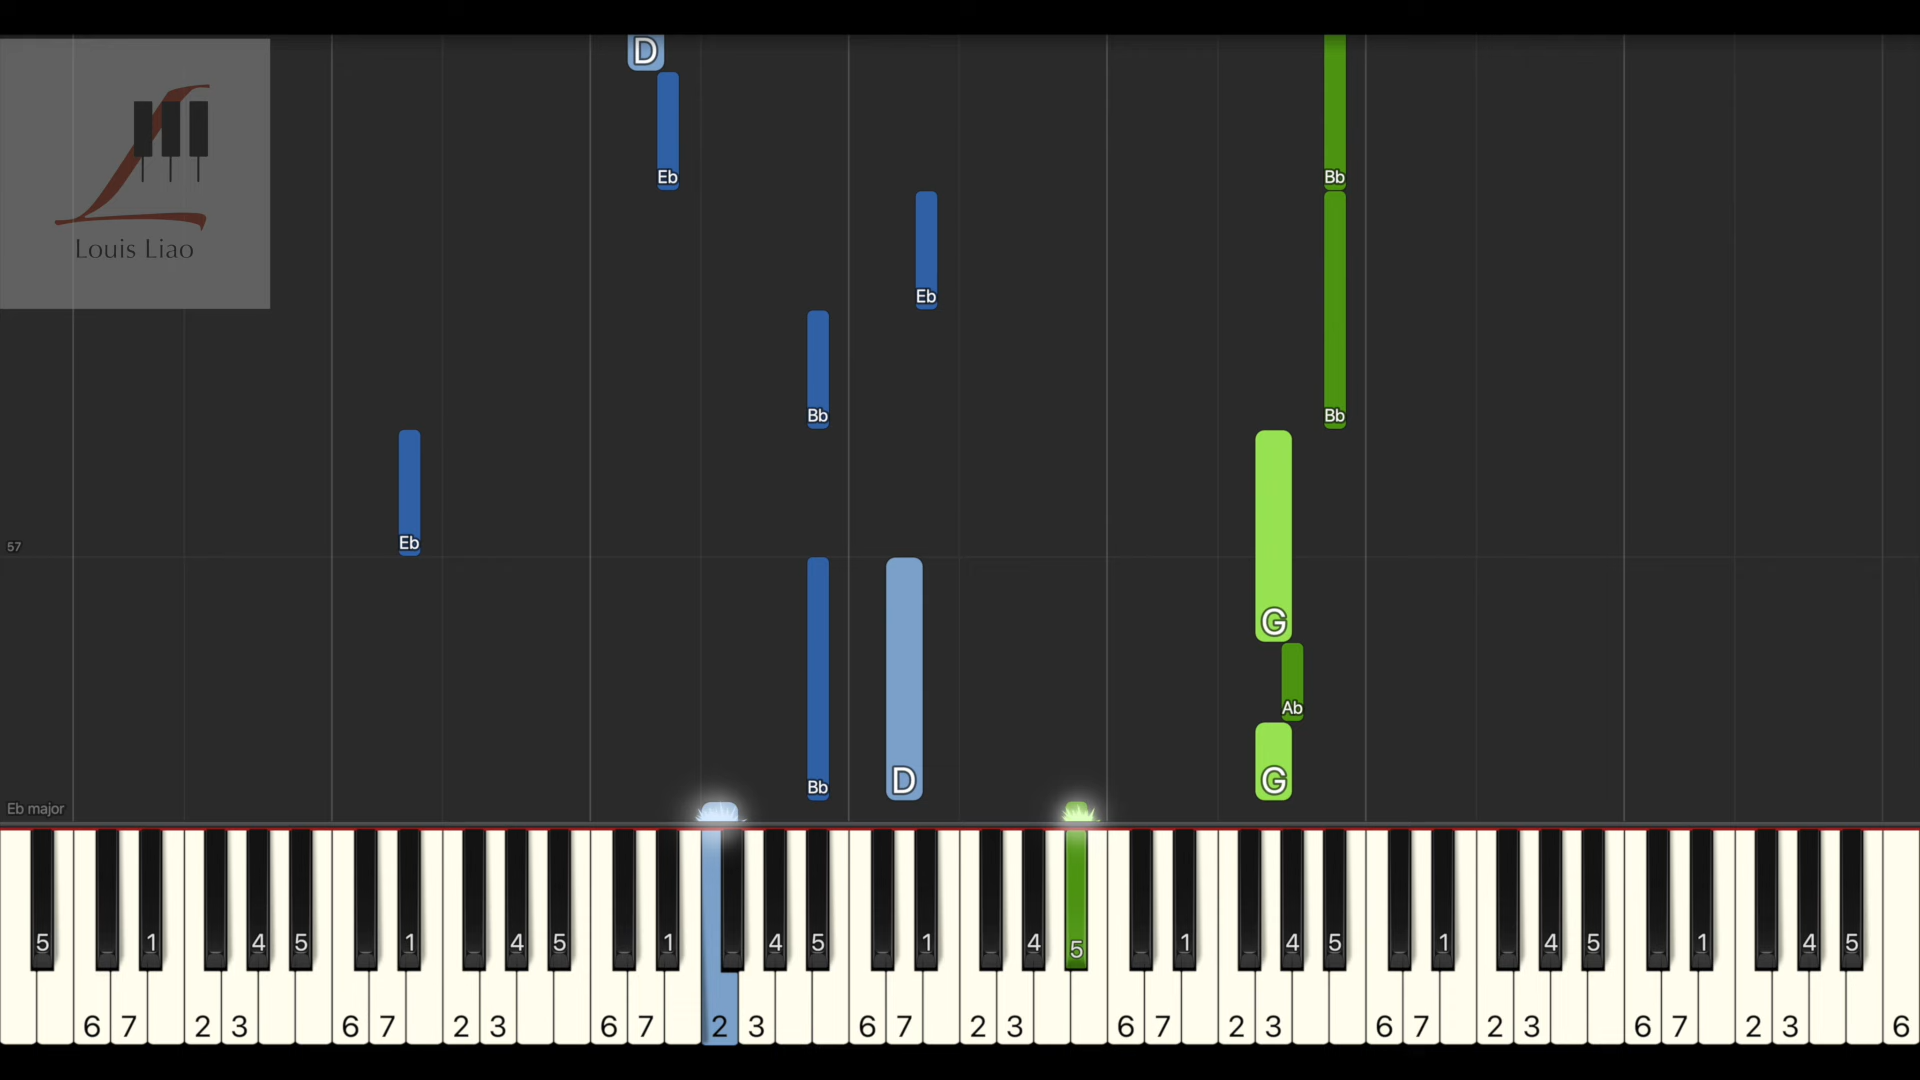 D
Louis Liao
Eb Bb
Eb
Bb Bb
57 Eb
G
Ab
Bb D G
Eb major
5 1 4 5 1 4 5 1 4 5 1 4 5 1 4 5 1 4 5 1 4 5
6 7 2 3 6 7 2 3 6 7 2 3 6 7 2 3 6 7 2 3 6 7 2 3 6 7 2 3 6